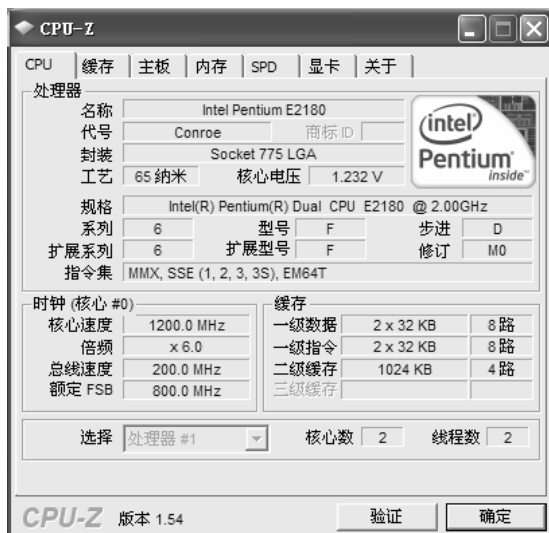 CPU-Z
CPU 缓存 主板 内存 SPD 显卡 关于
处理器
名称 Intel Pentium E2180
代号 Conroe 商标 ID
封装 Socket 775 LGA
工艺 65 纳米 核心电压 1.232 V
intel Pentium inside™
规格 Intel(R) Pentium(R) Dual CPU E2180 @ 2.00GHz
系列 6 型号 F 步进 D
扩展系列 6 扩展型号 F 修订 M0
指令集 MMX, SSE (1, 2, 3, 3S), EM64T
时钟 (核心 #0) 缓存
核心速度 1200.0 MHz 一级数据 2 x 32 KB 8 路
倍频 x 6.0 一级指令 2 x 32 KB 8 路
总线速度 200.0 MHz 二级缓存 1024 KB 4 路
额定 FSB 800.0 MHz 三级缓存
选择 处理器 #1 核心数 2 线程数 2
CPU-Z 版本 1.54 验证 确定